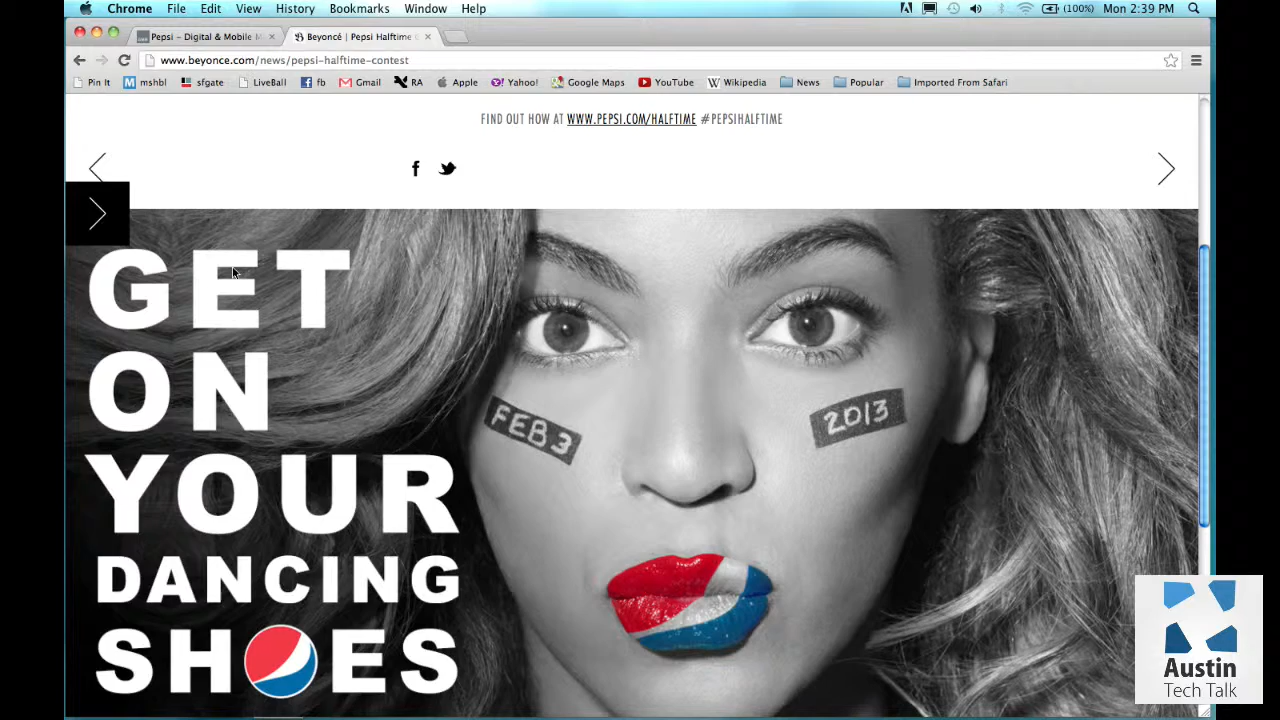 Chrome File Edit View History Bookmarks Window Help (100%) Mon 2:39 PM
Pepsi – Digital & Mobile M Beyoncé | Pepsi Halftime
www.beyonce.com/news/pepsi-halftime-contest
Pin It mshbl sfgate LiveBall fb Gmail RA Apple Yahoo! Google Maps YouTube Wikipedia News Popular Imported From Safari
FIND OUT HOW AT WWW.PEPSI.COM/HALFTIME #PEPSIHALFTIME
GET
ON
YOUR
DANCING
SHOES
FEB 3
2013
Austin
Tech Talk